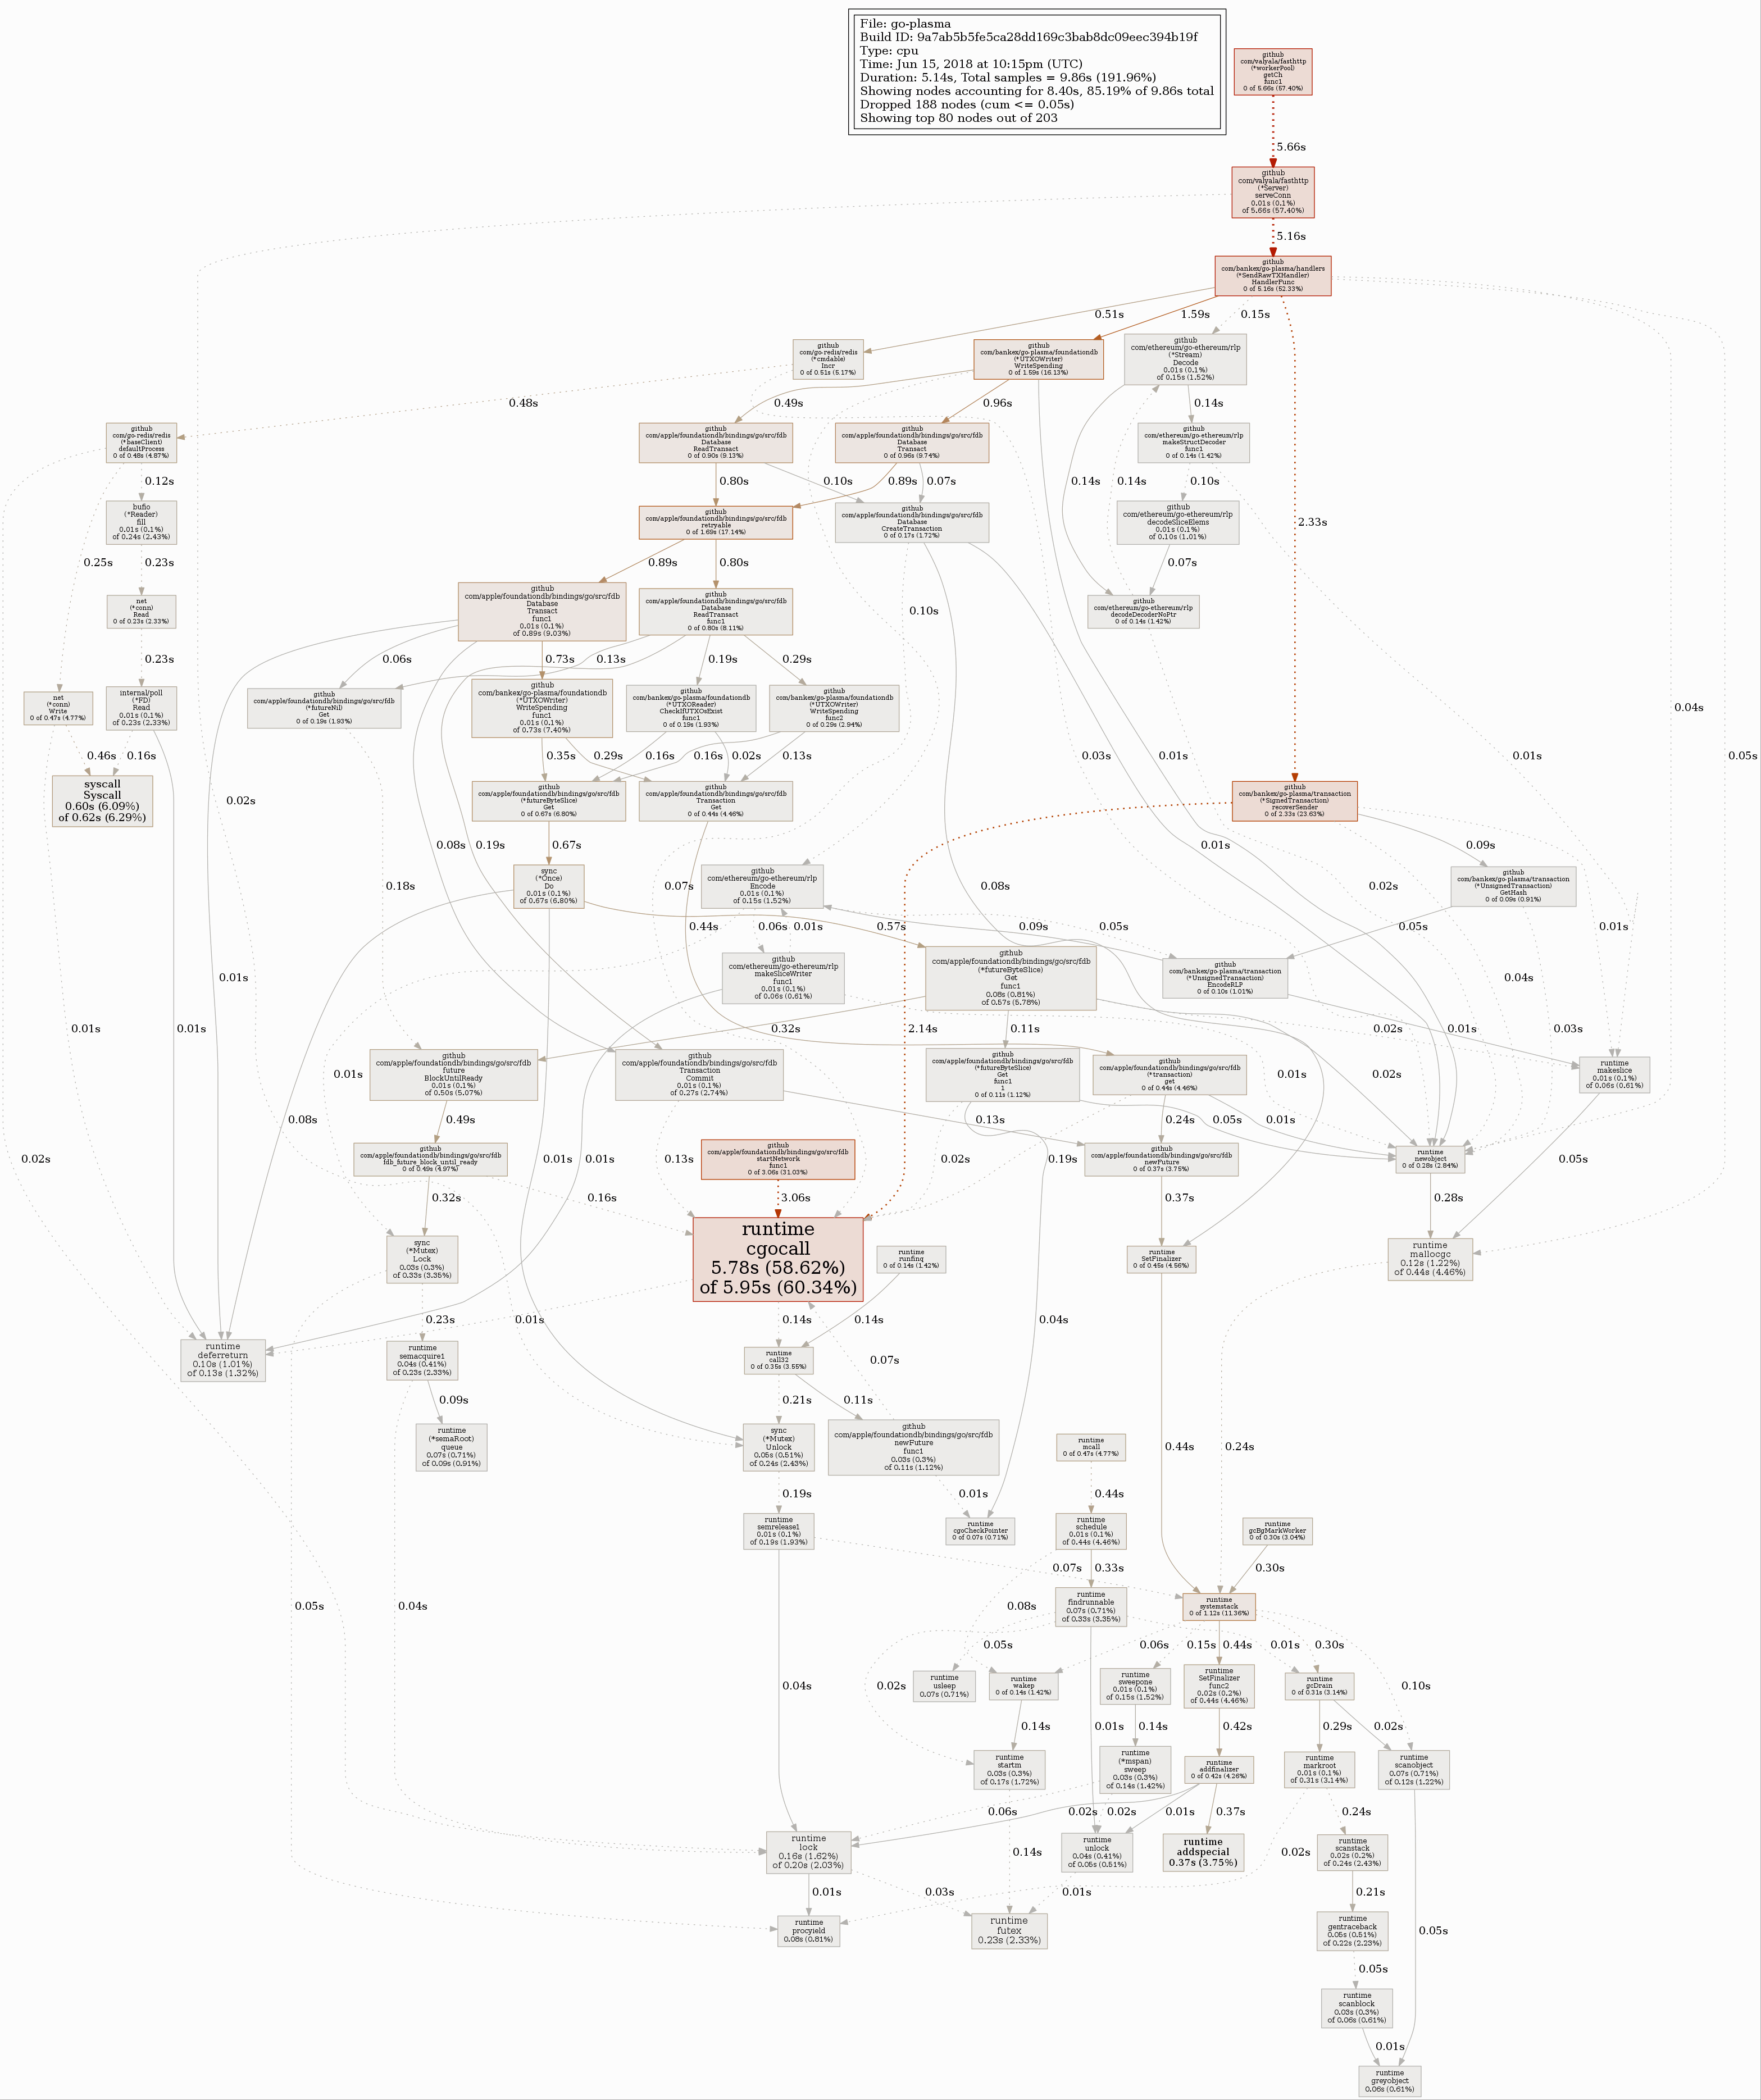 File: go-plasma
Build ID: 9a7ab5b5fe5ca28dd169c3bab8dc09eec394b19f
Type: cpu
Time: Jun 15, 2018 at 10:15pm (UTC)
Duration: 5.14s, Total samples = 9.86s (191.96%)
Showing nodes accounting for 8.40s, 85.19% of 9.86s total
Dropped 188 nodes (cum <= 0.05s)
Showing top 80 nodes out of 203
github
com/valyala/fasthttp
(*workerPool)
getCh
func1
0 of 5.66s (57.40%)
5.66s
github
com/valyala/fasthttp
(*Server)
serveConn
0.01s (0.1%)
of 5.66s (57.40%)
5.16s
github
com/bankex/go-plasma/handlers
(*SendRawTXHandler)
HandlerFunc
0 of 5.16s (52.33%)
0.51s
1.59s
0.15s
github
com/go-redis/redis
(*cmdable)
Incr
0 of 0.51s (5.17%)
github
com/bankex/go-plasma/foundationdb
(*UTXOWriter)
WriteSpending
0 of 1.59s (16.13%)
github
com/ethereum/go-ethereum/rlp
(*Stream)
Decode
0.01s (0.1%)
of 0.15s (1.52%)
0.48s
0.49s
0.96s
0.14s
github
com/go-redis/redis
(*baseClient)
defaultProcess
0 of 0.48s (4.87%)
github
com/apple/foundationdb/bindings/go/src/fdb
Database
ReadTransact
0 of 0.90s (9.13%)
github
com/apple/foundationdb/bindings/go/src/fdb
Database
Transact
0 of 0.96s (9.74%)
github
com/ethereum/go-ethereum/rlp
makeStructDecoder
func1
0 of 0.14s (1.42%)
0.12s
0.80s
0.10s
0.89s
0.07s
0.14s
0.14s
0.10s
bufio
(*Reader)
fill
0.01s (0.1%)
of 0.24s (2.43%)
github
com/apple/foundationdb/bindings/go/src/fdb
retryable
0 of 1.69s (17.14%)
github
com/apple/foundationdb/bindings/go/src/fdb
Database
CreateTransaction
0 of 0.17s (1.72%)
github
com/ethereum/go-ethereum/rlp
decodeSliceElems
0.01s (0.1%)
of 0.10s (1.01%)
2.33s
0.25s
0.23s
0.89s
0.80s
0.07s
net
(*conn)
Read
0 of 0.23s (2.33%)
github
com/apple/foundationdb/bindings/go/src/fdb
Database
Transact
func1
0.01s (0.1%)
of 0.89s (9.03%)
github
com/apple/foundationdb/bindings/go/src/fdb
Database
ReadTransact
func1
0 of 0.80s (8.11%)
0.10s
github
com/ethereum/go-ethereum/rlp
decodeDecoderNoPtr
0 of 0.14s (1.42%)
0.23s
0.06s
0.73s
0.13s
0.19s
0.29s
net
(*conn)
Write
0 of 0.47s (4.77%)
internal/poll
(*FD)
Read
0.01s (0.1%)
of 0.23s (2.33%)
github
com/apple/foundationdb/bindings/go/src/fdb
(*futureNil)
Get
0 of 0.19s (1.93%)
github
com/bankex/go-plasma/foundationdb
(*UTXOWriter)
WriteSpending
func1
0.01s (0.1%)
of 0.73s (7.40%)
github
com/bankex/go-plasma/foundationdb
(*UTXOReader)
CheckIfUTXOsExist
func1
0 of 0.19s (1.93%)
github
com/bankex/go-plasma/foundationdb
(*UTXOWriter)
WriteSpending
func2
0 of 0.29s (2.94%)
0.04s
0.46s
0.16s
0.35s
0.29s
0.16s
0.02s
0.16s
0.13s
0.03s
0.01s
0.01s
0.05s
syscall
Syscall
0.60s (6.09%)
of 0.62s (6.29%)
0.02s
github
com/apple/foundationdb/bindings/go/src/fdb
(*futureByteSlice)
Get
0 of 0.67s (6.80%)
github
com/apple/foundationdb/bindings/go/src/fdb
Transaction
Get
0 of 0.44s (4.46%)
github
com/bankex/go-plasma/transaction
(*SignedTransaction)
recoverSender
0 of 2.33s (23.63%)
0.08s
0.19s
0.67s
0.01s
0.09s
sync
(*Once)
Do
0.01s (0.1%)
of 0.67s (6.80%)
github
com/ethereum/go-ethereum/rlp
Encode
0.01s (0.1%)
of 0.15s (1.52%)
github
com/bankex/go-plasma/transaction
(*UnsignedTransaction)
GetHash
0 of 0.09s (0.91%)
0.18s
0.07s
0.08s
0.02s
0.44s
0.06s
0.01s
0.57s
0.09s
0.05s
0.05s
0.01s
github
com/ethereum/go-ethereum/rlp
makeSliceWriter
func1
0.01s (0.1%)
of 0.06s (0.61%)
github
com/apple/foundationdb/bindings/go/src/fdb
(*futureByteSlice)
Get
func1
0.08s (0.81%)
of 0.57s (5.78%)
github
com/bankex/go-plasma/transaction
(*UnsignedTransaction)
EncodeRLP
0 of 0.10s (1.01%)
0.01s
0.04s
0.01s
0.01s
0.32s
2.14s
0.11s
0.02s
0.01s
0.03s
github
com/apple/foundationdb/bindings/go/src/fdb
future
BlockUntilReady
0.01s (0.1%)
of 0.50s (5.07%)
github
com/apple/foundationdb/bindings/go/src/fdb
Transaction
Commit
0.01s (0.1%)
of 0.27s (2.74%)
github
com/apple/foundationdb/bindings/go/src/fdb
(*futureByteSlice)
Get
func1
1
0 of 0.11s (1.12%)
github
com/apple/foundationdb/bindings/go/src/fdb
(*transaction)
get
0 of 0.44s (4.46%)
runtime
makeslice
0.01s (0.1%)
of 0.06s (0.61%)
0.01s
0.01s
0.02s
0.08s
0.49s
0.13s
0.24s
0.01s
0.05s
github
com/apple/foundationdb/bindings/go/src/fdb
fdb_future_block_until_ready
0 of 0.49s (4.97%)
github
com/apple/foundationdb/bindings/go/src/fdb
startNetwork
func1
0 of 3.06s (31.03%)
github
com/apple/foundationdb/bindings/go/src/fdb
newFuture
0 of 0.37s (3.75%)
runtime
newobject
0 of 0.28s (2.84%)
0.02s
0.01s
0.01s
0.13s
0.02s
0.19s
0.05s
0.32s
0.16s
3.06s
0.37s
0.28s
sync
(*Mutex)
Lock
0.03s (0.3%)
of 0.33s (3.35%)
runtime
cgocall
5.78s (58.62%)
of 5.95s (60.34%)
runtime
runfinq
0 of 0.14s (1.42%)
runtime
SetFinalizer
0 of 0.45s (4.56%)
runtime
mallocgc
0.12s (1.22%)
of 0.44s (4.46%)
0.23s
0.01s
0.14s
0.14s
0.04s
runtime
deferreturn
0.10s (1.01%)
of 0.13s (1.32%)
runtime
semacquire1
0.04s (0.41%)
of 0.23s (2.33%)
runtime
call32
0 of 0.35s (3.55%)
0.07s
0.09s
0.21s
0.11s
runtime
(*semaRoot)
queue
0.07s (0.71%)
of 0.09s (0.91%)
sync
(*Mutex)
Unlock
0.05s (0.51%)
of 0.24s (2.43%)
github
com/apple/foundationdb/bindings/go/src/fdb
newFuture
func1
0.03s (0.3%)
of 0.11s (1.12%)
runtime
mcall
0 of 0.47s (4.77%)
0.44s
0.24s
0.19s
0.01s
0.44s
runtime
semrelease1
0.01s (0.1%)
of 0.19s (1.93%)
runtime
cgoCheckPointer
0 of 0.07s (0.71%)
runtime
schedule
0.01s (0.1%)
of 0.44s (4.46%)
runtime
gcBgMarkWorker
0 of 0.30s (3.04%)
0.07s
0.33s
0.30s
0.05s
0.04s
0.08s
runtime
findrunnable
0.07s (0.71%)
of 0.33s (3.35%)
runtime
systemstack
0 of 1.12s (11.36%)
0.05s
0.06s
0.15s
0.44s
0.01s
0.30s
0.04s
0.02s
runtime
usleep
0.07s (0.71%)
runtime
wakep
0 of 0.14s (1.42%)
runtime
sweepone
0.01s (0.1%)
of 0.15s (1.52%)
runtime
SetFinalizer
func2
0.02s (0.2%)
of 0.44s (4.46%)
runtime
gcDrain
0 of 0.31s (3.14%)
0.10s
0.14s
0.01s
0.14s
0.42s
0.29s
0.02s
runtime
startm
0.03s (0.3%)
of 0.17s (1.72%)
runtime
(*mspan)
sweep
0.03s (0.3%)
of 0.14s (1.42%)
runtime
addfinalizer
0 of 0.42s (4.26%)
runtime
markroot
0.01s (0.1%)
of 0.31s (3.14%)
runtime
scanobject
0.07s (0.71%)
of 0.12s (1.22%)
0.06s
0.02s
0.02s
0.01s
0.37s
0.24s
runtime
lock
0.16s (1.62%)
of 0.20s (2.03%)
0.14s
runtime
unlock
0.04s (0.41%)
of 0.05s (0.51%)
runtime
addspecial
0.37s (3.75%)
0.02s
runtime
scanstack
0.02s (0.2%)
of 0.24s (2.43%)
0.01s
0.03s
0.01s
0.21s
runtime
procyield
0.08s (0.81%)
runtime
futex
0.23s (2.33%)
runtime
gentraceback
0.05s (0.51%)
of 0.22s (2.23%)
0.05s
0.05s
runtime
scanblock
0.03s (0.3%)
of 0.06s (0.61%)
0.01s
runtime
greyobject
0.06s (0.61%)